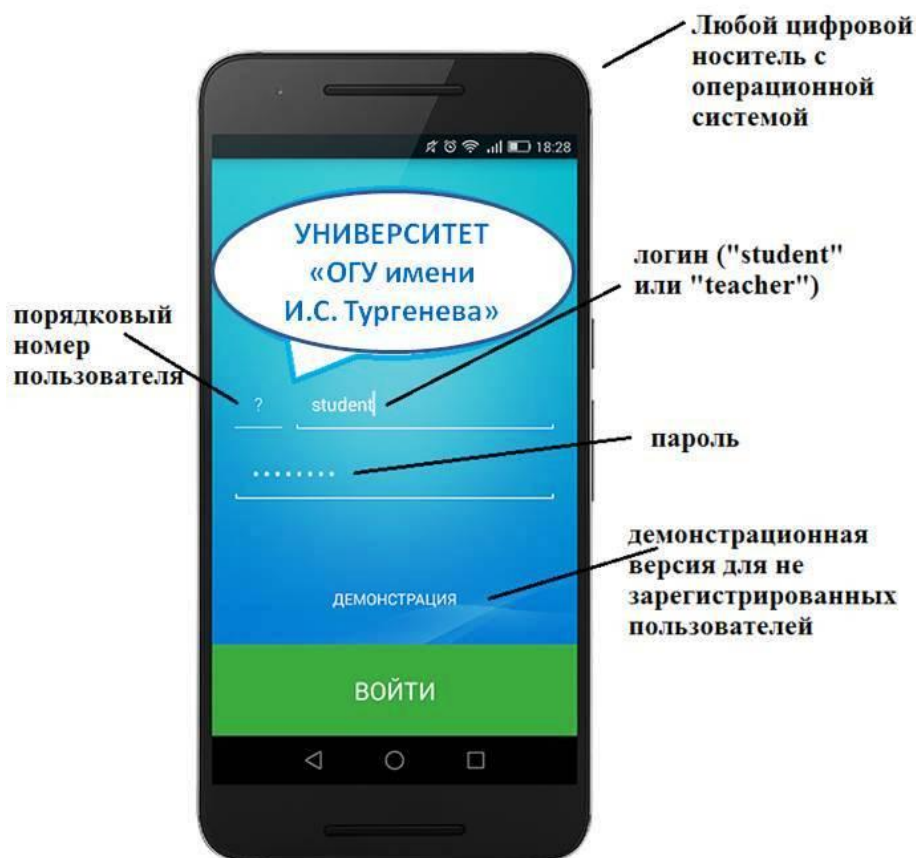 Любой цифровой
носитель с
операционной
системой
18:28
УНИВЕРСИТЕТ
«ОГУ имени
И.С. Тургенева»
логин ("student"
или "teacher")
порядковый
номер
пользователя
?
student
пароль
демонстрационная
версия для не
зарегистрированных
пользователей
ДЕМОНСТРАЦИЯ
ВОЙТИ